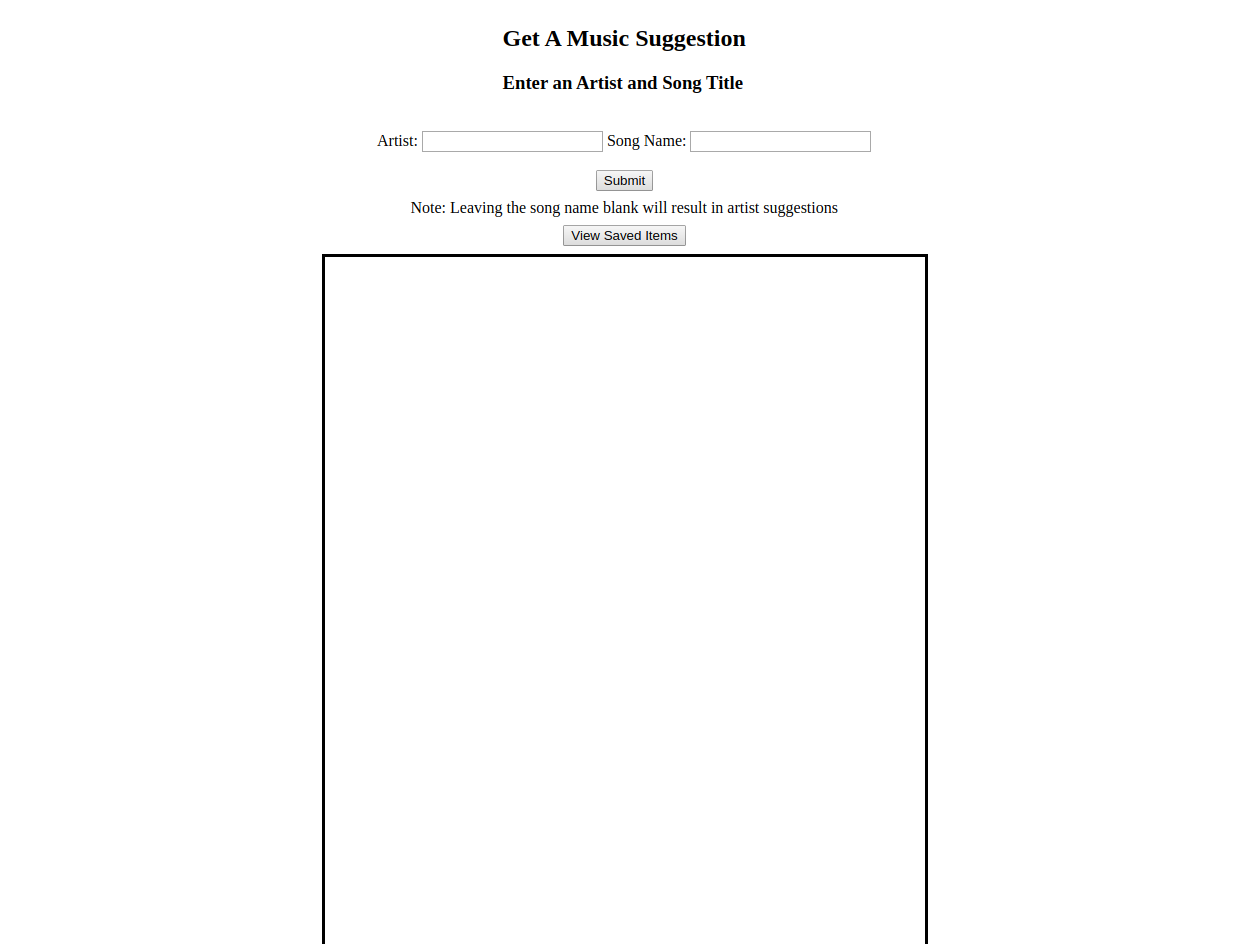 Get A Music Suggestion
Enter an Artist and Song Title
Artist: Song Name:
Submit
Note: Leaving the song name blank will result in artist suggestions
View Saved Items